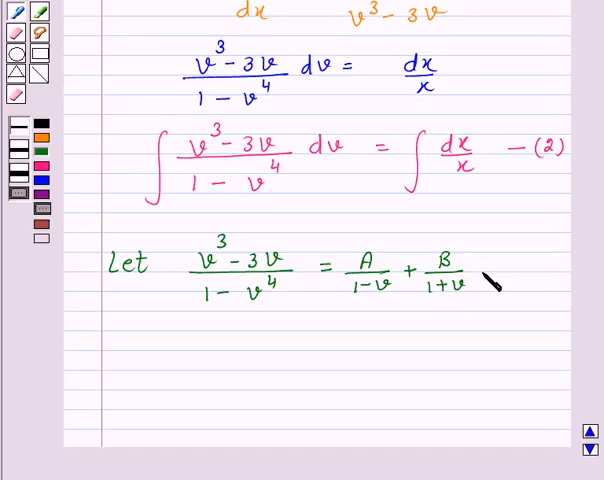 dx v³ - 3v
v³ - 3v / 1 - v⁴ dv = dx / x
∫ v³ - 3v / 1 - v⁴ dv = ∫ dx / x - (2)
Let v³ - 3v / 1 - v⁴ = A / 1-v + B / 1+v